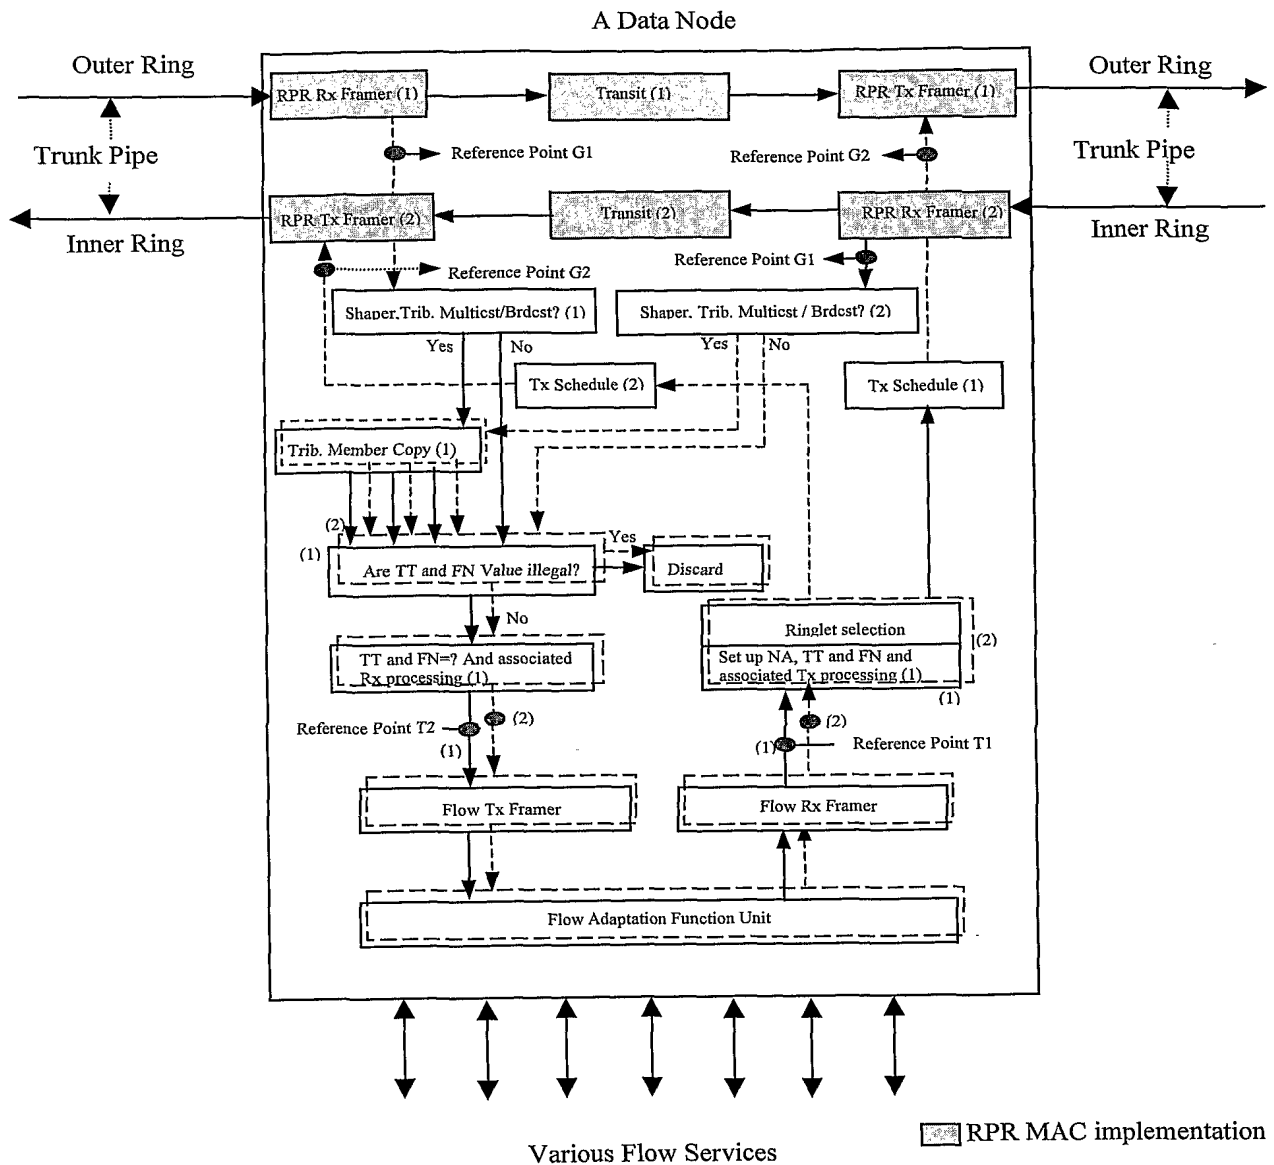 A Data Node
Outer Ring
RPR Rx Framer (1)
Transit (1)
RPR Tx Framer (1)
Outer Ring
Trunk Pipe
Reference Point G1
Reference Point G2
Trunk Pipe
RPR Tx Framer (2)
Transit (2)
RPR Rx Framer (2)
Inner Ring
Inner Ring
Reference Point G2
Reference Point G1
Shaper,Trib. Multicst/Brdcst? (1)
Shaper, Trib. Multicst / Brdcst? (2)
Yes
No
Yes
No
Tx Schedule (2)
Tx Schedule (1)
Trib. Member Copy (1)
(2)
(1)
Yes
Are TT and FN Value illegal?
Discard
No
Ringlet selection
(2)
TT and FN=? And associated
Rx processing (1)
Set up NA, TT and FN and
associated Tx processing (1)
(1)
Reference Point T2
(2)
(1)
(2)
(1)
Reference Point T1
Flow Tx Framer
Flow Rx Framer
Flow Adaptation Function Unit
Various Flow Services
RPR MAC implementation